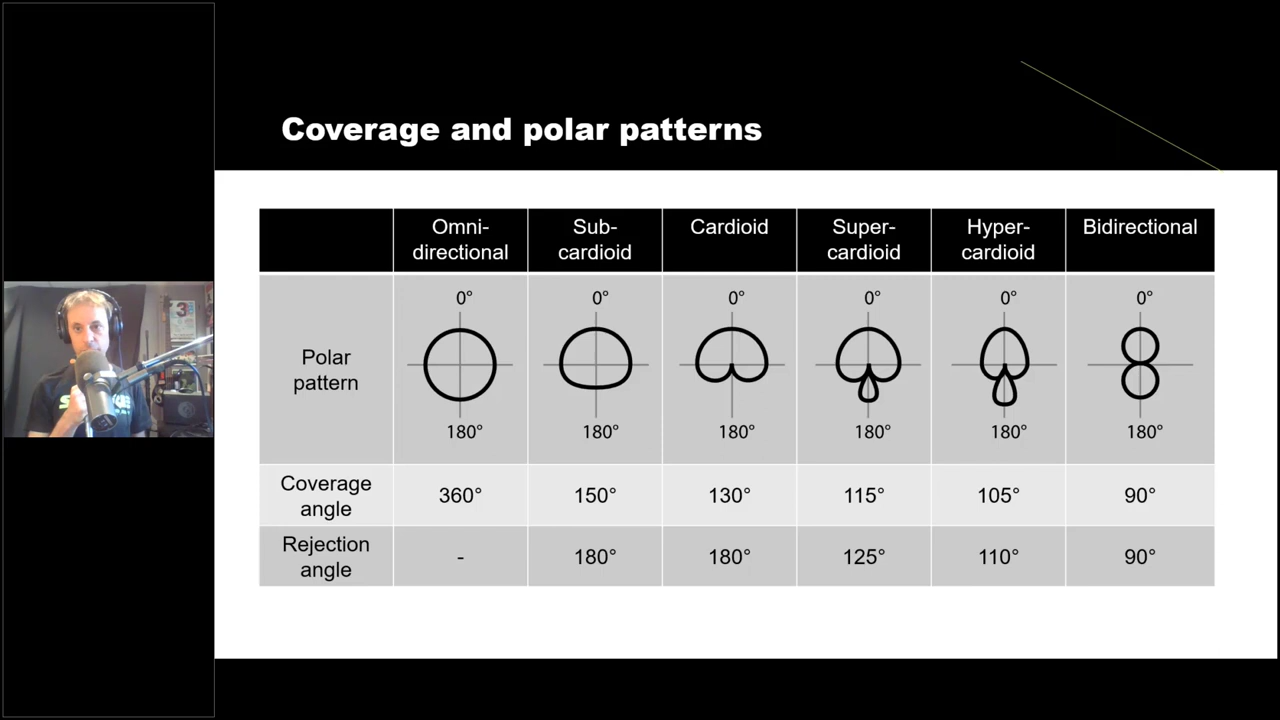 Coverage and polar patterns
Omni-
directional
Sub-
cardioid
Cardioid
Super-
cardioid
Hyper-
cardioid
Bidirectional
Polar
pattern
0° 0° 0° 0° 0° 0°
180° 180° 180° 180° 180° 180°
Coverage
angle
360° 150° 130° 115° 105° 90°
Rejection
angle
- 180° 180° 125° 110° 90°